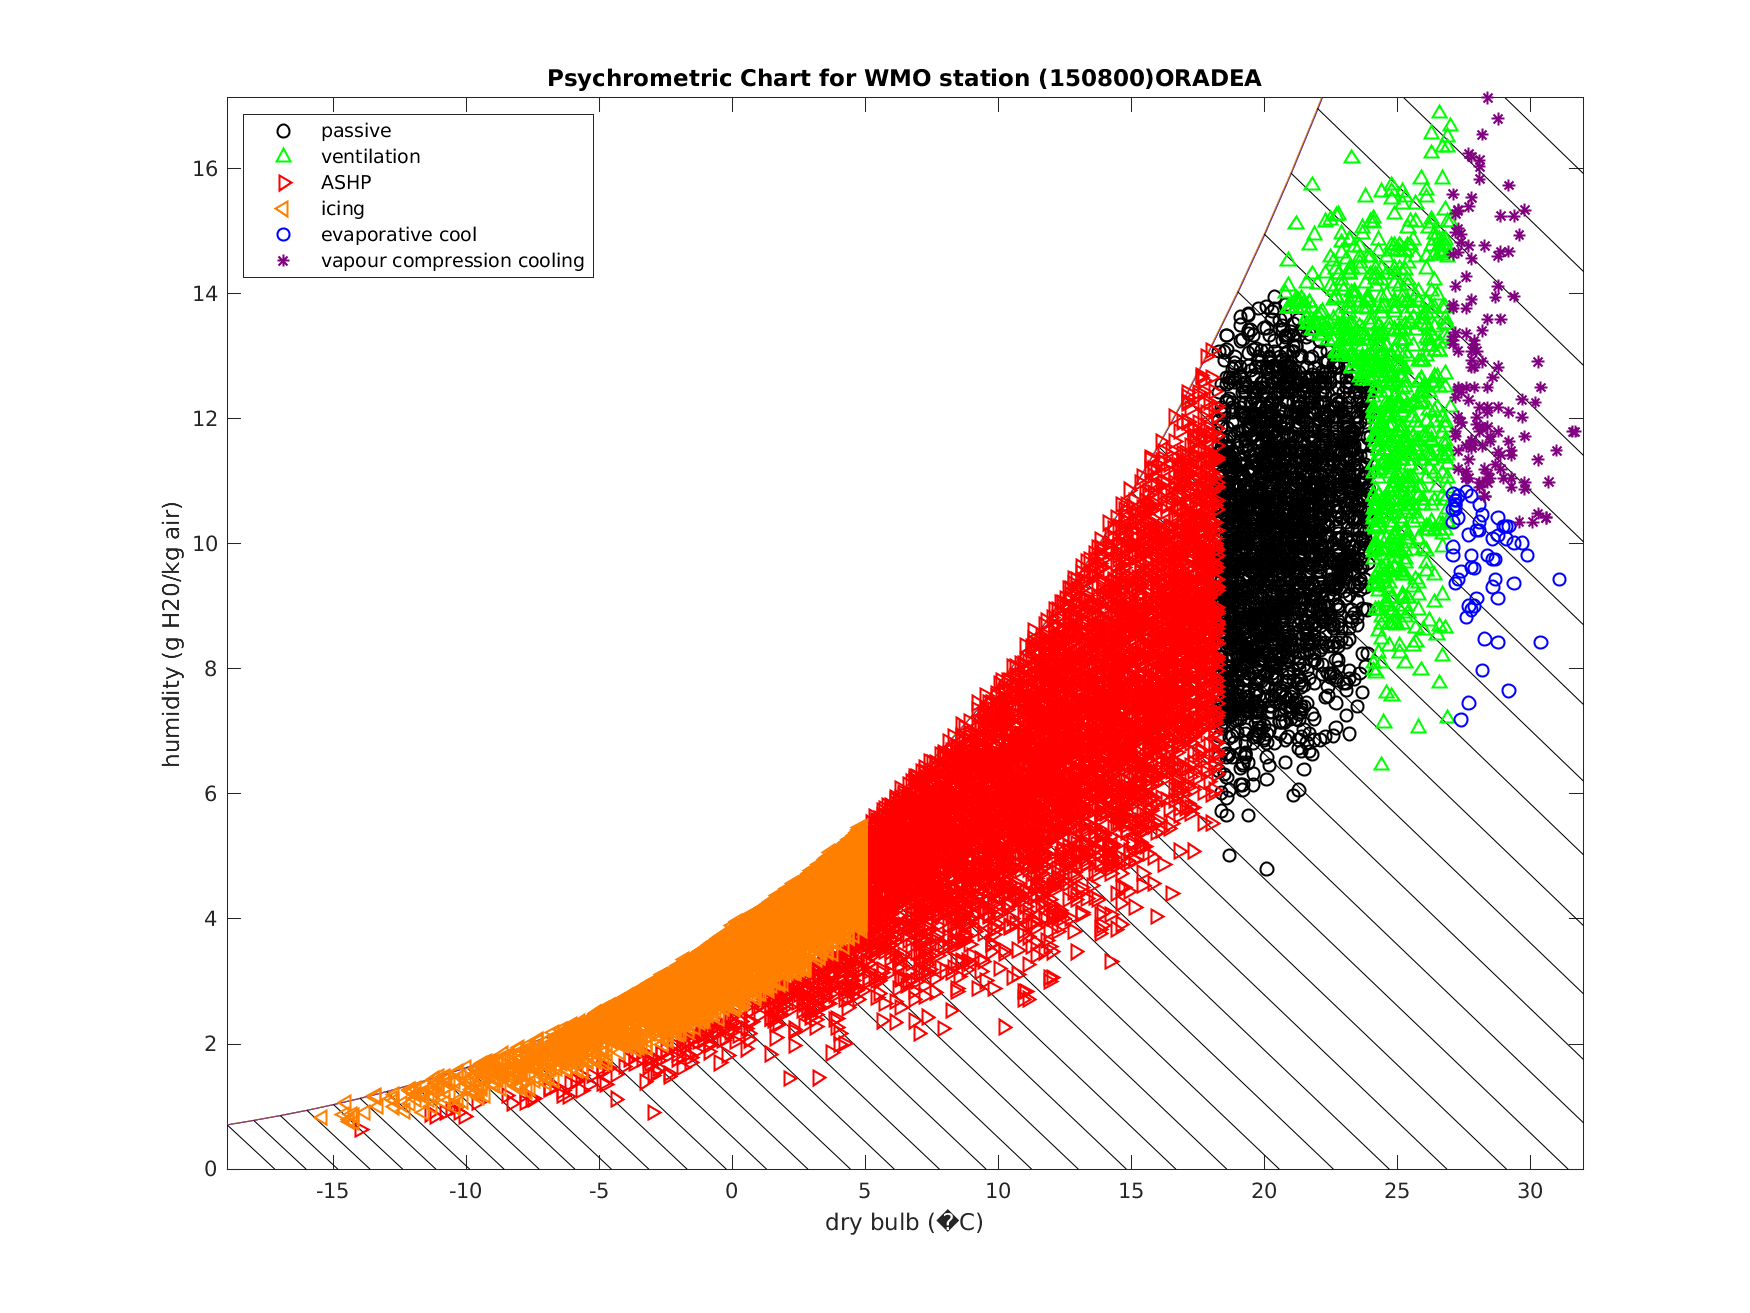 Psychrometric Chart for WMO station (150800)ORADEA
passive
ventilation
ASHP
icing
evaporative cool
vapour compression cooling
humidity (g H20/kg air)
16
14
12
10
8
6
4
2
0
-15 -10 -5 0 5 10 15 20 25 30
dry bulb (�C)